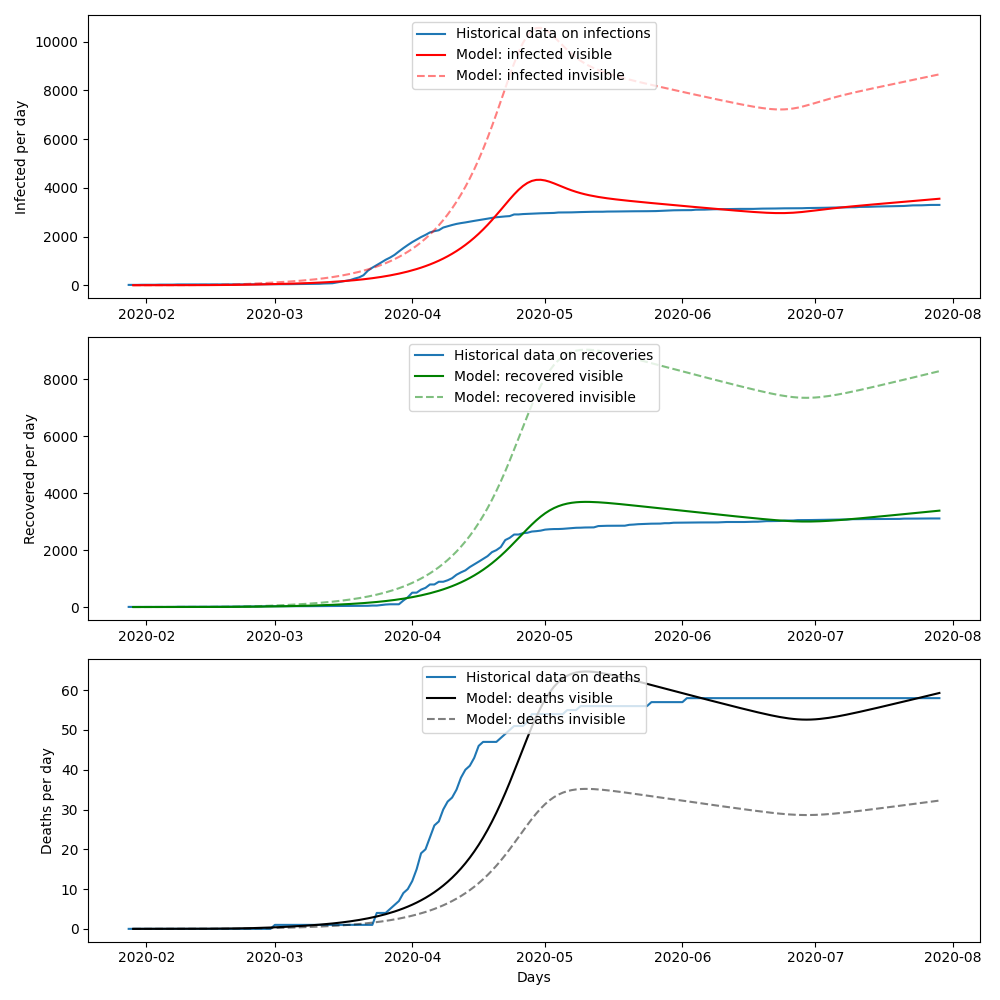 Historical data on infections
Model: infected visible
Model: infected invisible
10000
8000
6000
4000
2000
0
Infected per day
2020-02 2020-03 2020-04 2020-05 2020-06 2020-07 2020-08
Historical data on recoveries
Model: recovered visible
Model: recovered invisible
8000
6000
4000
2000
0
Recovered per day
2020-02 2020-03 2020-04 2020-05 2020-06 2020-07 2020-08
Historical data on deaths
Model: deaths visible
Model: deaths invisible
60
50
40
30
20
10
0
Deaths per day
2020-02 2020-03 2020-04 2020-05 2020-06 2020-07 2020-08
Days